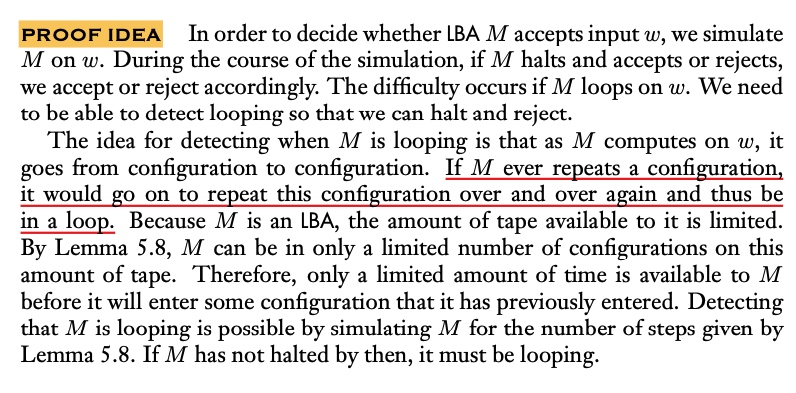 PROOF IDEA In order to decide whether LBA M accepts input w, we simulate
M on w. During the course of the simulation, if M halts and accepts or rejects,
we accept or reject accordingly. The difficulty occurs if M loops on w. We need
to be able to detect looping so that we can halt and reject.
The idea for detecting when M is looping is that as M computes on w, it
goes from configuration to configuration. If M ever repeats a configuration,
it would go on to repeat this configuration over and over again and thus be
in a loop. Because M is an LBA, the amount of tape available to it is limited.
By Lemma 5.8, M can be in only a limited number of configurations on this
amount of tape. Therefore, only a limited amount of time is available to M
before it will enter some configuration that it has previously entered. Detecting
that M is looping is possible by simulating M for the number of steps given by
Lemma 5.8. If M has not halted by then, it must be looping.